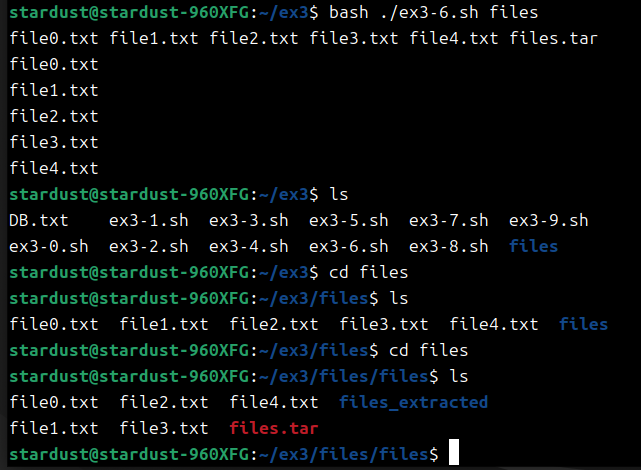 stardust@stardust-960XFG:~/ex3$ bash ./ex3-6.sh files
file0.txt file1.txt file2.txt file3.txt file4.txt files.tar
file0.txt
file1.txt
file2.txt
file3.txt
file4.txt
stardust@stardust-960XFG:~/ex3$ ls
DB.txt    ex3-1.sh  ex3-3.sh  ex3-5.sh  ex3-7.sh  ex3-9.sh
ex3-0.sh  ex3-2.sh  ex3-4.sh  ex3-6.sh  ex3-8.sh  files
stardust@stardust-960XFG:~/ex3$ cd files
stardust@stardust-960XFG:~/ex3/files$ ls
file0.txt  file1.txt  file2.txt  file3.txt  file4.txt  files
stardust@stardust-960XFG:~/ex3/files$ cd files
stardust@stardust-960XFG:~/ex3/files/files$ ls
file0.txt  file2.txt  file4.txt  files_extracted
file1.txt  file3.txt  files.tar
stardust@stardust-960XFG:~/ex3/files/files$